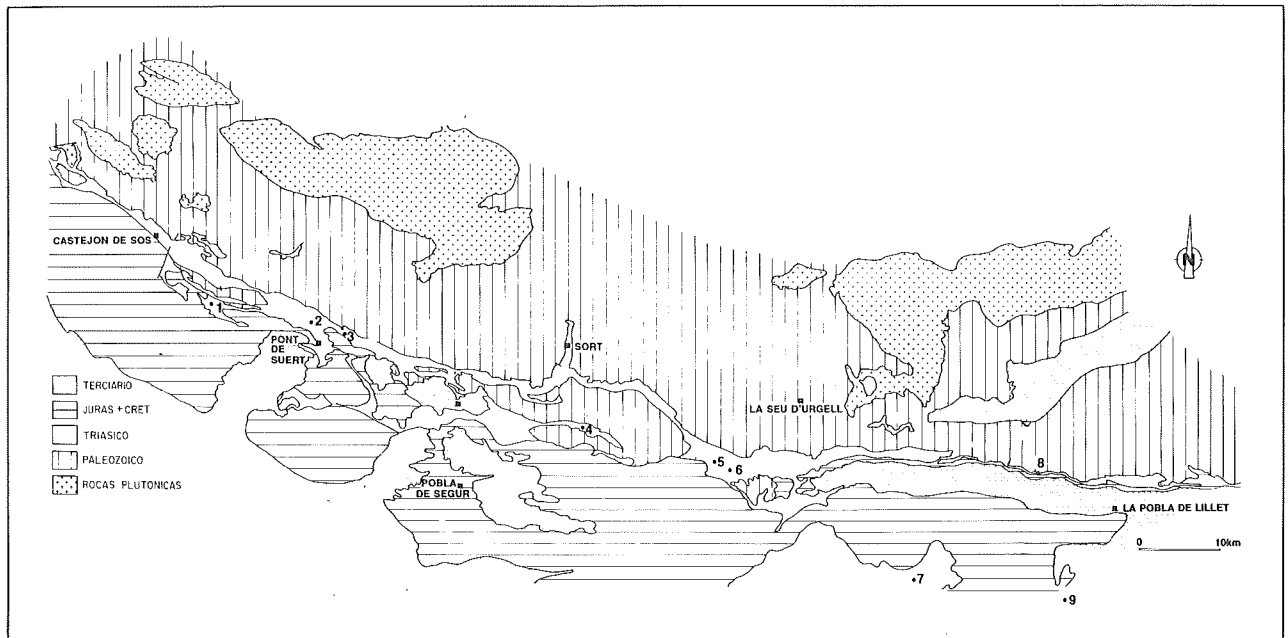 CASTEJON DE SOS
1
2
3
PONT
DE
SUERT
SORT
N
TERCIARIO
JURAS + CRET
TRIASICO
PALEOZOICO
ROCAS PLUTONICAS
4
LA SEU D'URGELL
5
6
8
POBLA
DE SEGUR
LA POBLA DE LILLET
0 10km
7
9